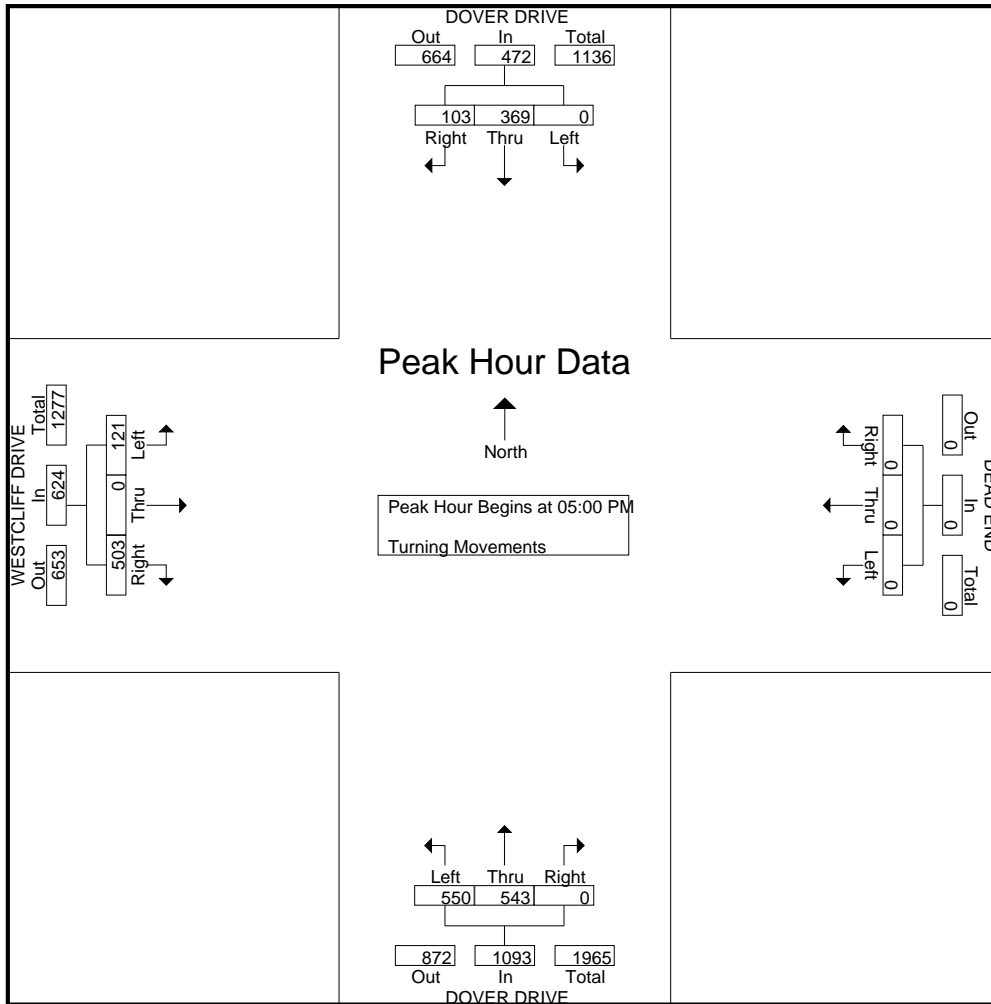 DOVER DRIVE
Out In Total
664 472 1136
103 369 0
Right Thru Left
Peak Hour Data
North
Peak Hour Begins at 05:00 PM
Turning Movements
WESTCLIFF DRIVE
Total In Out
1277 624 653
121 0 503
Left Thru Right
Right Thru Left
0 0 0
Out In Total
0 0 0
DEAD END
Left Thru Right
550 543 0
872 1093 1965
Out In Total
DOVER DRIVE